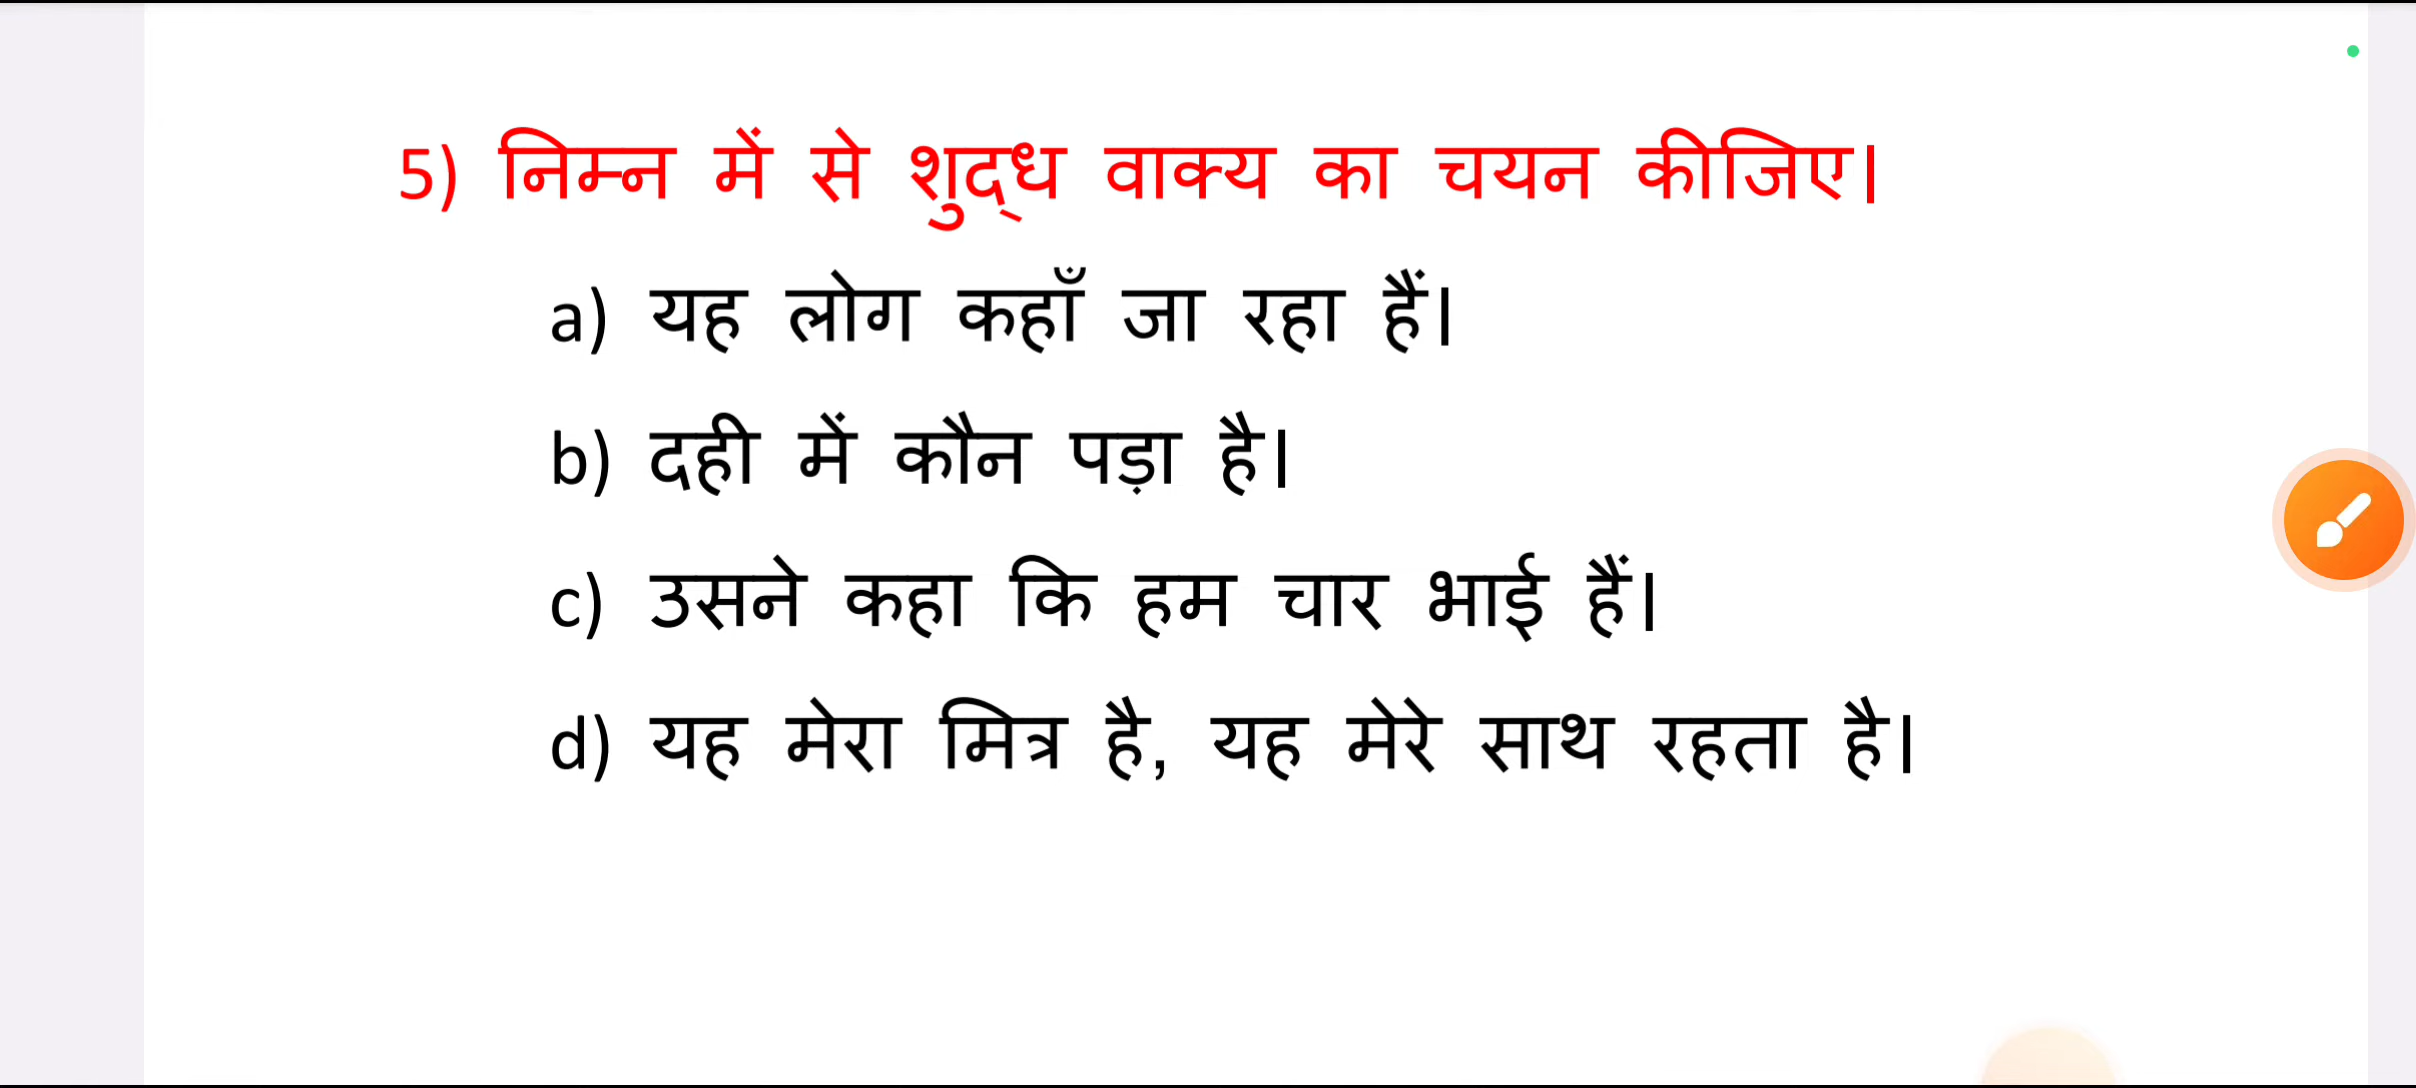 5) निम्न में से शुद्ध वाक्य का चयन कीजिए।
a) यह लोग कहाँ जा रहा हैं।
b) दही में कौन पड़ा है।
c) उसने कहा कि हम चार भाई हैं।
d) यह मेरा मित्र है, यह मेरे साथ रहता है।